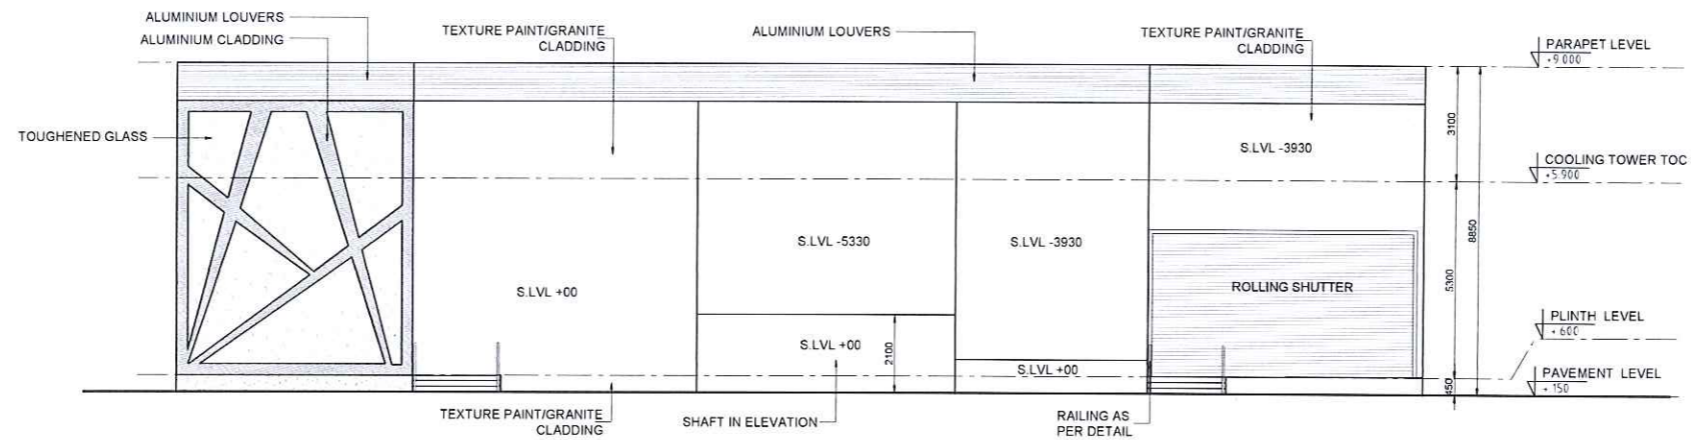 ALUMINIUM LOUVERS
ALUMINIUM CLADDING
TEXTURE PAINT/GRANITE
CLADDING
ALUMINIUM LOUVERS
TEXTURE PAINT/GRANITE
CLADDING
PARAPET LEVEL
+9 000
TOUGHENED GLASS
3100
S.LVL -3930
COOLING TOWER TOC
+5.900
S.LVL -5330
S.LVL -3930
8850
S.LVL +00
ROLLING SHUTTER
5300
PLINTH LEVEL
+ 600
S.LVL +00
2100
S.LVL +00
PAVEMENT LEVEL
+ 150
450
TEXTURE PAINT/GRANITE
CLADDING
SHAFT IN ELEVATION
RAILING AS
PER DETAIL